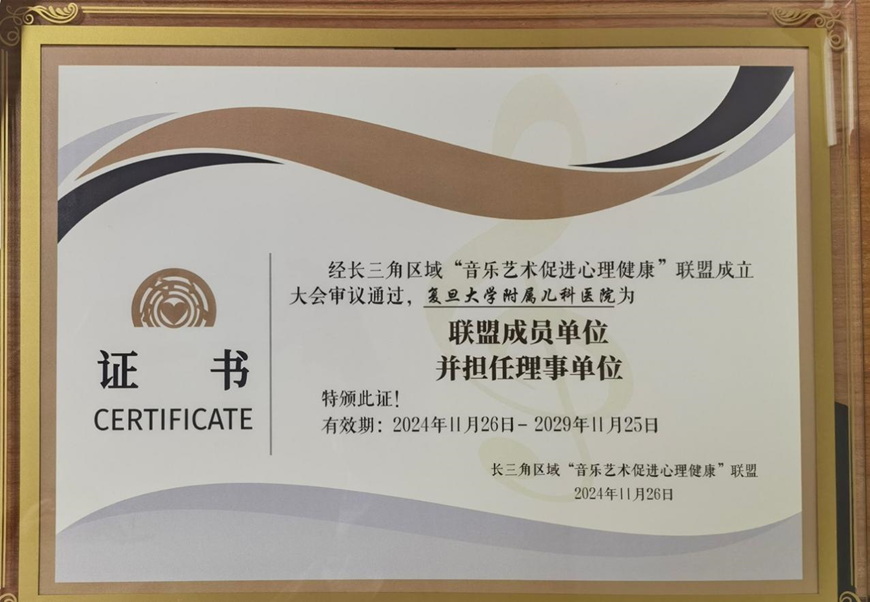 证 书
CERTIFICATE
经长三角区域“音乐艺术促进心理健康”联盟成立
大会审议通过，复旦大学附属儿科医院为
联盟成员单位
并担任理事单位
特颁此证！
有效期：2024年11月26日-2029年11月25日
长三角区域“音乐艺术促进心理健康”联盟
2024年11月26日